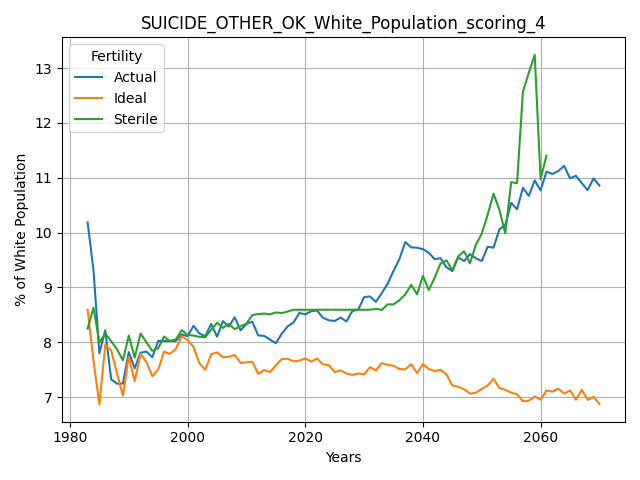 SUICIDE_OTHER_OK_White_Population_scoring_4
Fertility
Actual
Ideal
Sterile
% of White Population
13
12
11
10
9
8
7
1980
2000
2020
2040
2060
Years